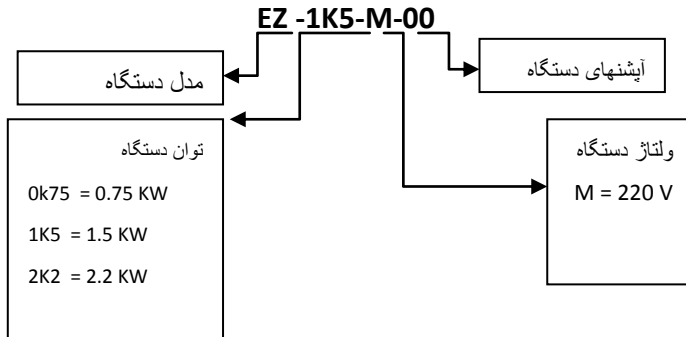 EZ -1K5-M-00
آپشنهای دستگاه
مدل دستگاه
توان دستگاه
0k75 = 0.75 KW
1K5 = 1.5 KW
2K2 = 2.2 KW
ولتاژ دستگاه
M = 220 V